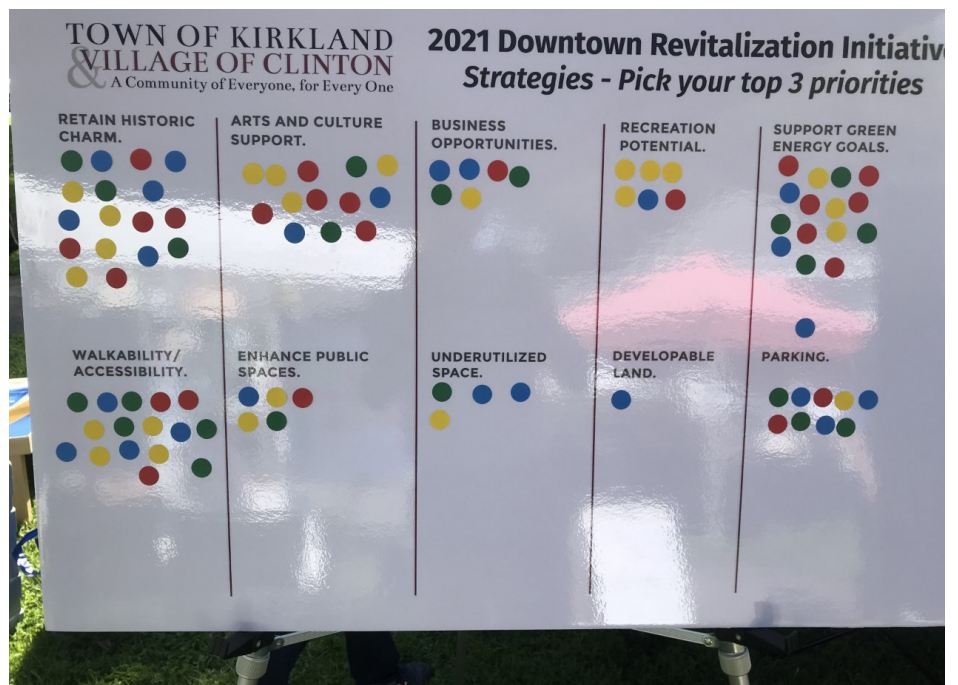 TOWN OF KIRKLAND
& VILLAGE OF CLINTON
A Community of Everyone, for Every One
2021 Downtown Revitalization Initiative
Strategies - Pick your top 3 priorities
RETAIN HISTORIC
CHARM.
ARTS AND CULTURE
SUPPORT.
BUSINESS
OPPORTUNITIES.
RECREATION
POTENTIAL.
SUPPORT GREEN
ENERGY GOALS.
WALKABILITY/
ACCESSIBILITY.
ENHANCE PUBLIC
SPACES.
UNDERUTILIZED
SPACE.
DEVELOPABLE
LAND.
PARKING.